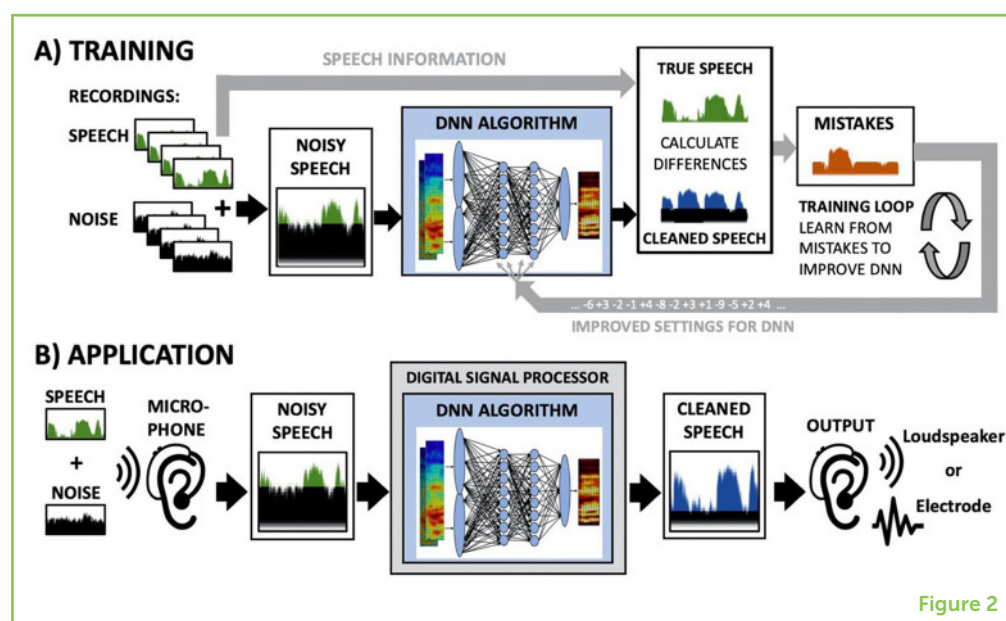 A) TRAINING
SPEECH INFORMATION
RECORDINGS:
SPEECH
NOISE
+
NOISY
SPEECH
DNN ALGORITHM
TRUE SPEECH
CALCULATE
DIFFERENCES
CLEANED SPEECH
MISTAKES
TRAINING LOOP
LEARN FROM
MISTAKES TO
IMPROVE DNN
... -6 +3 -2 -1 +4 -8 -2 +3 +1 -9 -5 +2 +4 ...
IMPROVED SETTINGS FOR DNN
B) APPLICATION
SPEECH
+
NOISE
MICRO-
PHONE
NOISY
SPEECH
DIGITAL SIGNAL PROCESSOR
DNN ALGORITHM
CLEANED
SPEECH
OUTPUT
Loudspeaker
or
Electrode
Figure 2